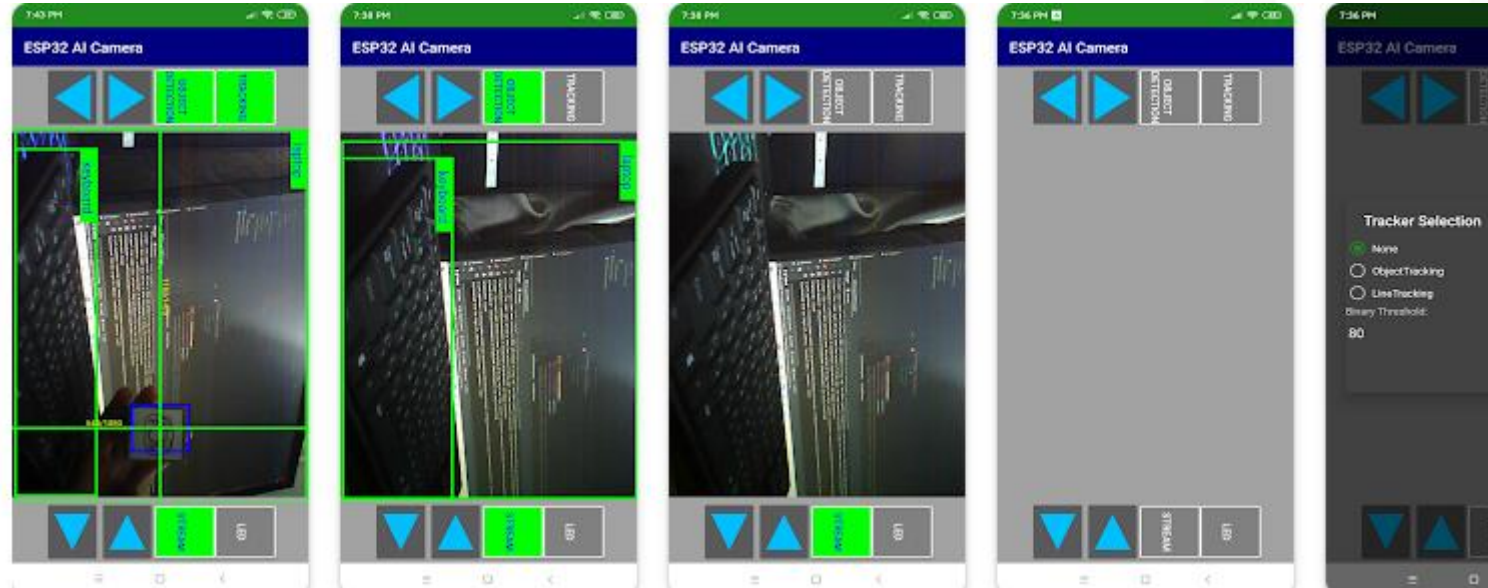 7:43 PM
ESP32 AI Camera
OBJECT
DETECTION
TRACKING
keyboard
laptop
STREAM
LED
7:38 PM
ESP32 AI Camera
OBJECT
DETECTION
TRACKING
keyboard
laptop
STREAM
LED
7:38 PM
ESP32 AI Camera
OBJECT
DETECTION
TRACKING
STREAM
LED
7:36 PM
ESP32 AI Camera
OBJECT
DETECTION
TRACKING
STREAM
LED
7:36 PM
ESP32 AI Camera
DETECTION
Tracker Selection
None
ObjectTracking
LineTracking
Binary Threshold:
80